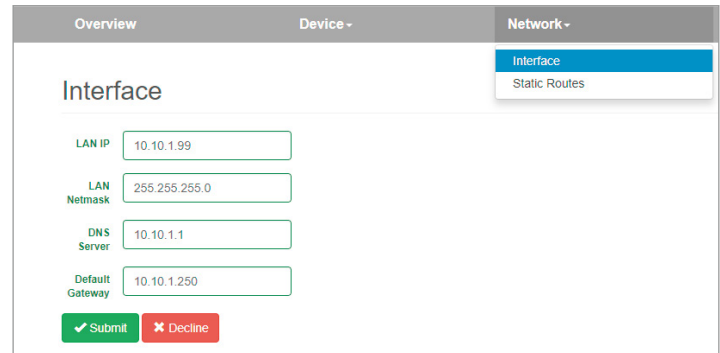 Overview
Device
Network
Interface
Static Routes
Interface
LAN IP
10.10.1.99
LAN
Netmask
255.255.255.0
DNS
Server
10.10.1.1
Default
Gateway
10.10.1.250
Submit
Decline